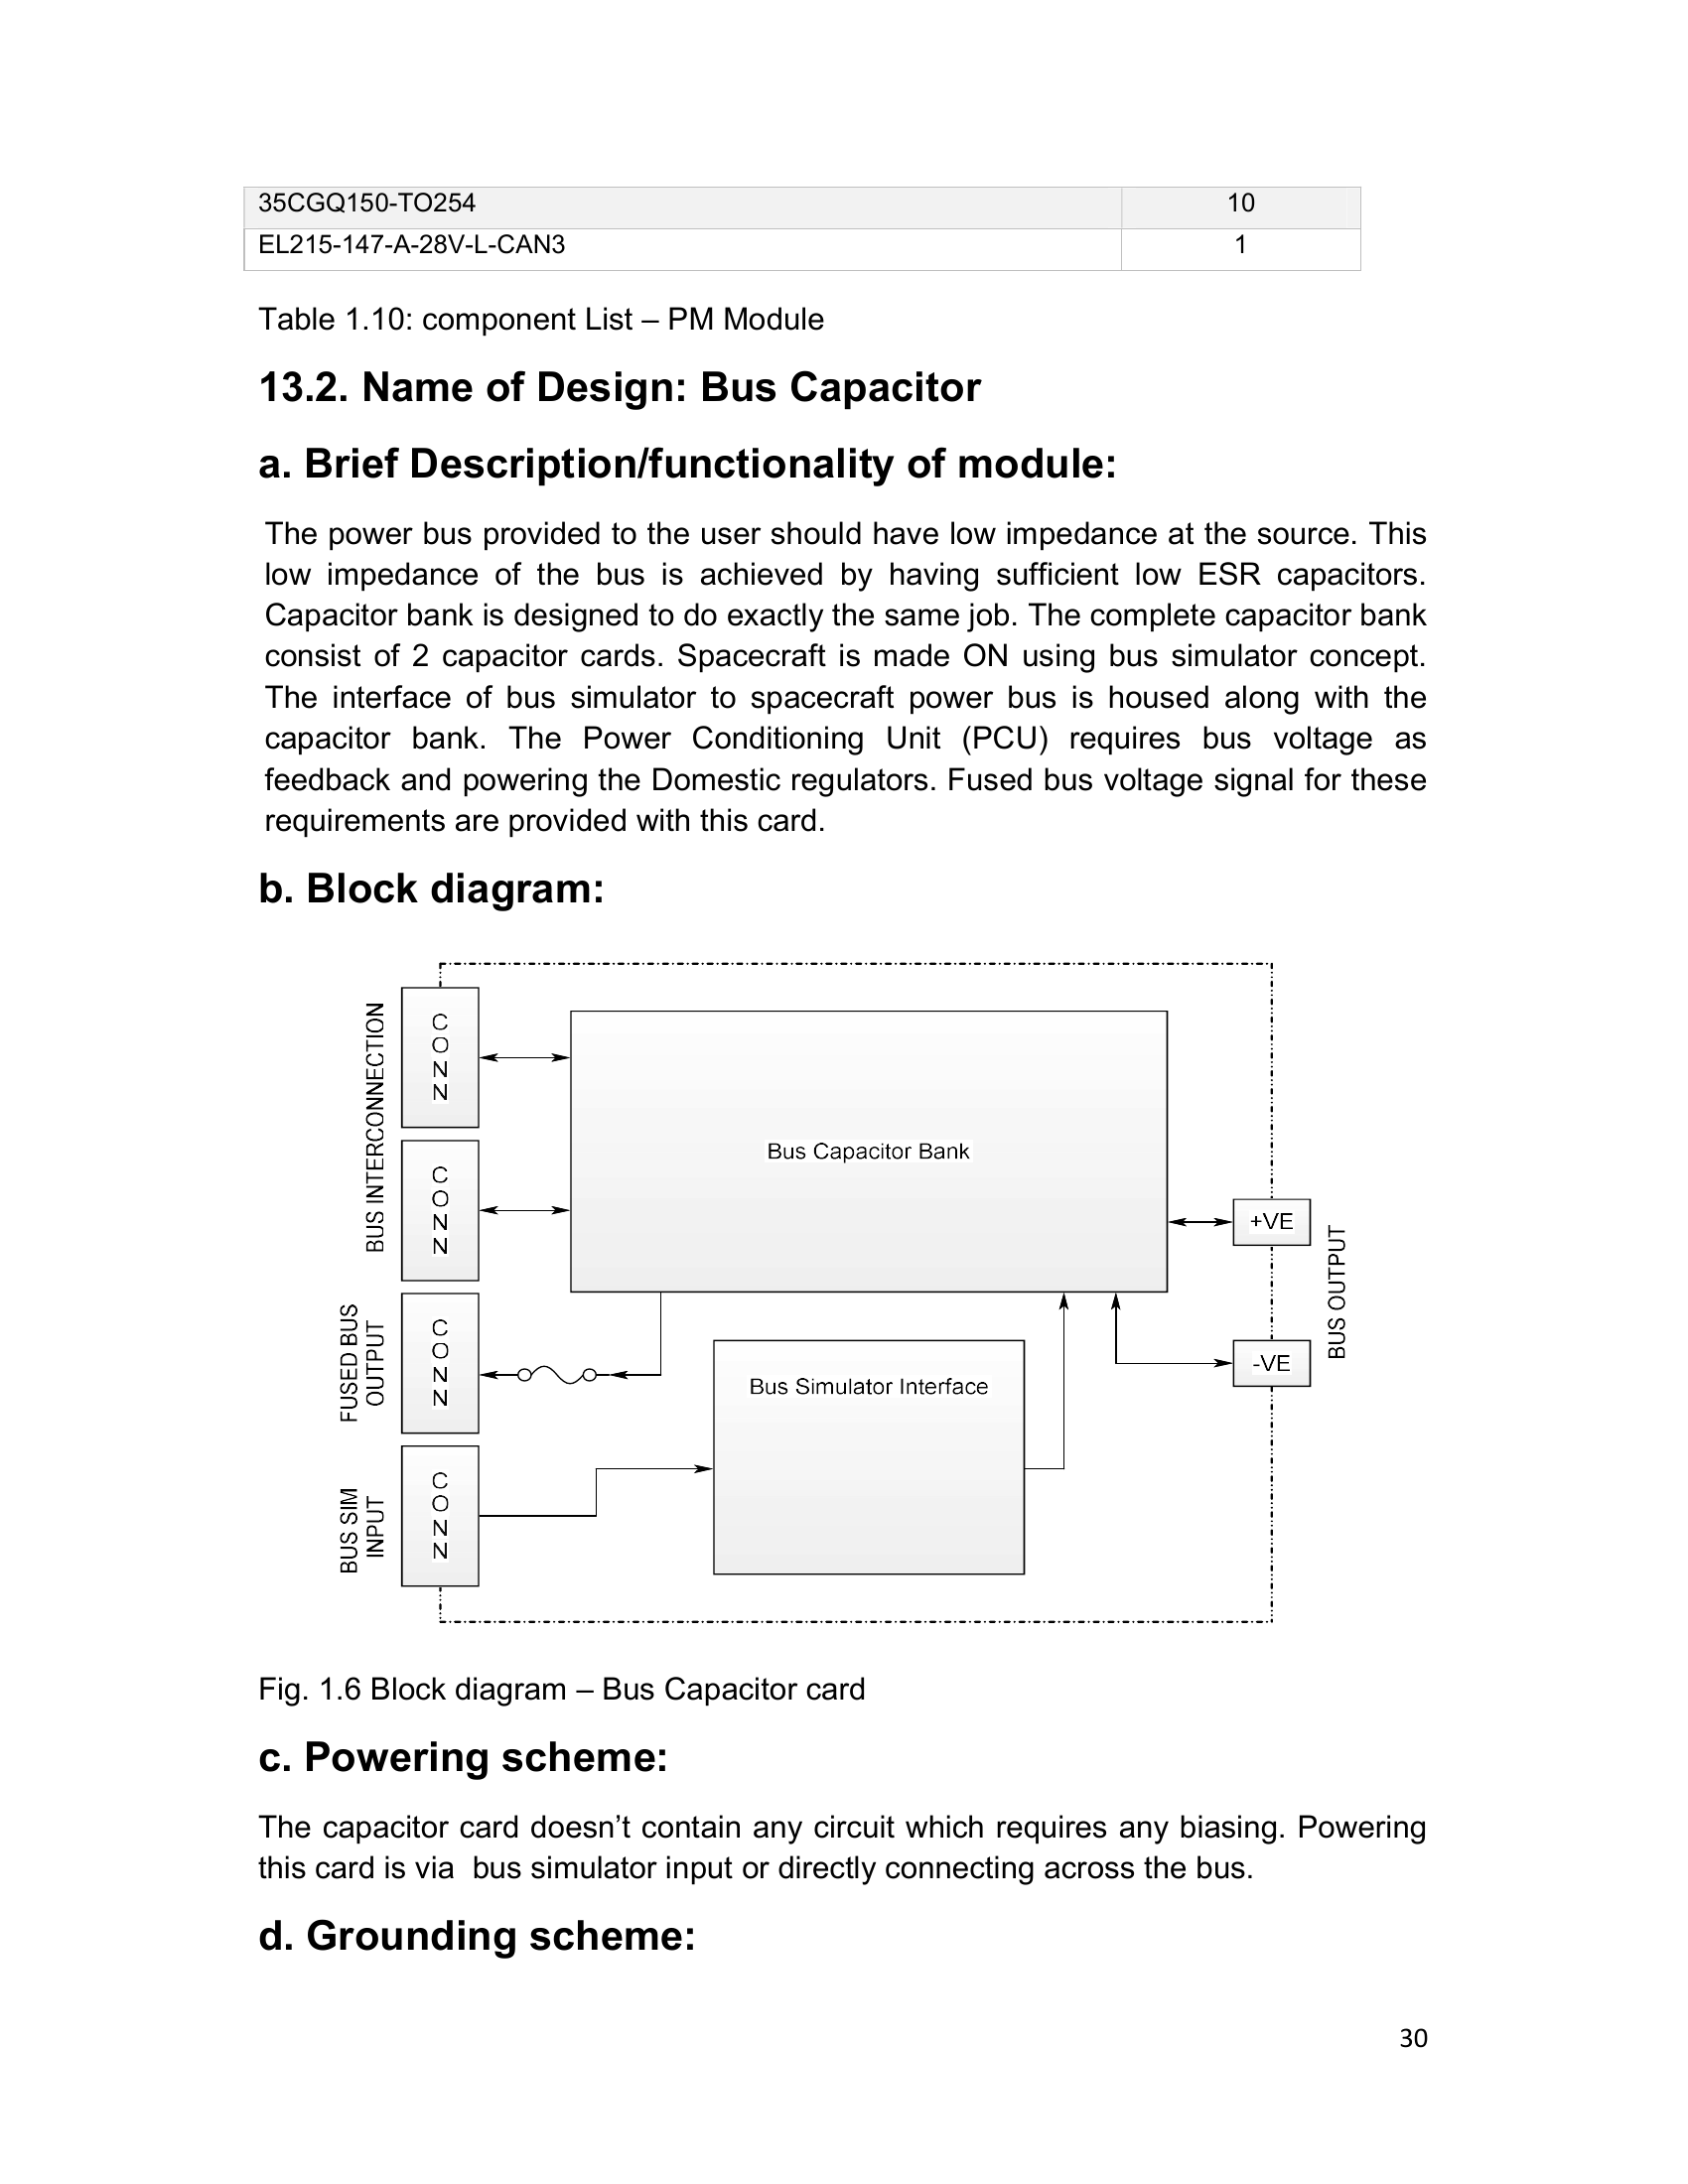 35CGQ150-TO254 10
EL215-147-A-28V-L-CAN3 1
Table 1.10: component List – PM Module
13.2. Name of Design: Bus Capacitor
a. Brief Description/functionality of module:
The power bus provided to the user should have low impedance at the source. This
low impedance of the bus is achieved by having sufficient low ESR capacitors.
Capacitor bank is designed to do exactly the same job. The complete capacitor bank
consist of 2 capacitor cards. Spacecraft is made ON using bus simulator concept.
The interface of bus simulator to spacecraft power bus is housed along with the
capacitor bank. The Power Conditioning Unit (PCU) requires bus voltage as
feedback and powering the Domestic regulators. Fused bus voltage signal for these
requirements are provided with this card.
b. Block diagram:
BUS INTERCONNECTION
CONN
CONN
Bus Capacitor Bank
+VE
-VE
BUS OUTPUT
FUSED BUS
OUTPUT
CONN
Bus Simulator Interface
BUS SIM
INPUT
CONN
Fig. 1.6 Block diagram – Bus Capacitor card
c. Powering scheme:
The capacitor card doesn’t contain any circuit which requires any biasing. Powering
this card is via  bus simulator input or directly connecting across the bus.
d. Grounding scheme:
30